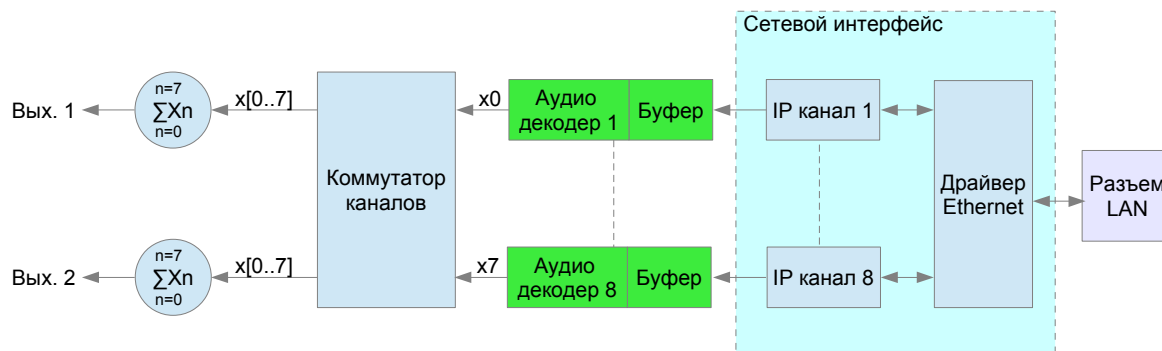 Сетевой интерфейс
Вых. 1
n=7
∑Xn
n=0
x[0..7]
Коммутатор
каналов
x0
Аудио
декодер 1
Буфер
IP канал 1
Драйвер
Ethernet
Разъем
LAN
Вых. 2
n=7
∑Xn
n=0
x[0..7]
x7
Аудио
декодер 8
Буфер
IP канал 8